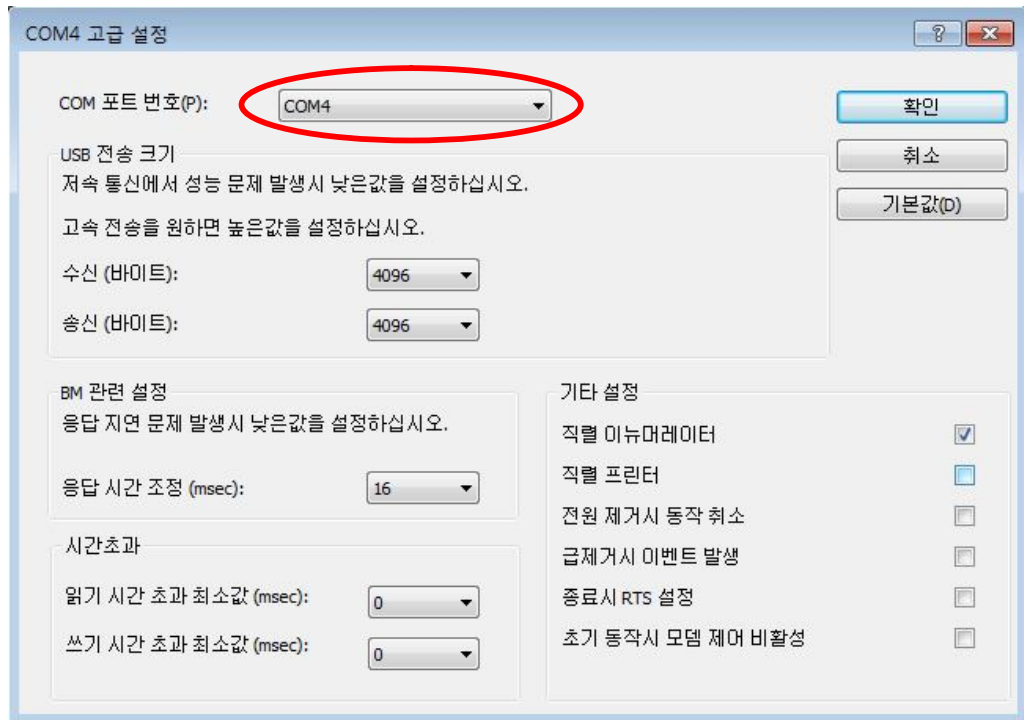 COM4 고급 설정
COM 포트 번호(P):
COM4
확인
취소
기본값(D)
USB 전송 크기
저속 통신에서 성능 문제 발생시 낮은값을 설정하십시오.
고속 전송을 원하면 높은값을 설정하십시오.
수신 (바이트):
4096
송신 (바이트):
4096
BM 관련 설정
응답 지연 문제 발생시 낮은값을 설정하십시오.
응답 시간 조정 (msec):
16
시간초과
읽기 시간 초과 최소값 (msec):
0
쓰기 시간 초과 최소값 (msec):
0
기타 설정
직렬 이뉴머레이터
직렬 프린터
전원 제거시 동작 취소
급제거시 이벤트 발생
종료시 RTS 설정
초기 동작시 모뎀 제어 비활성